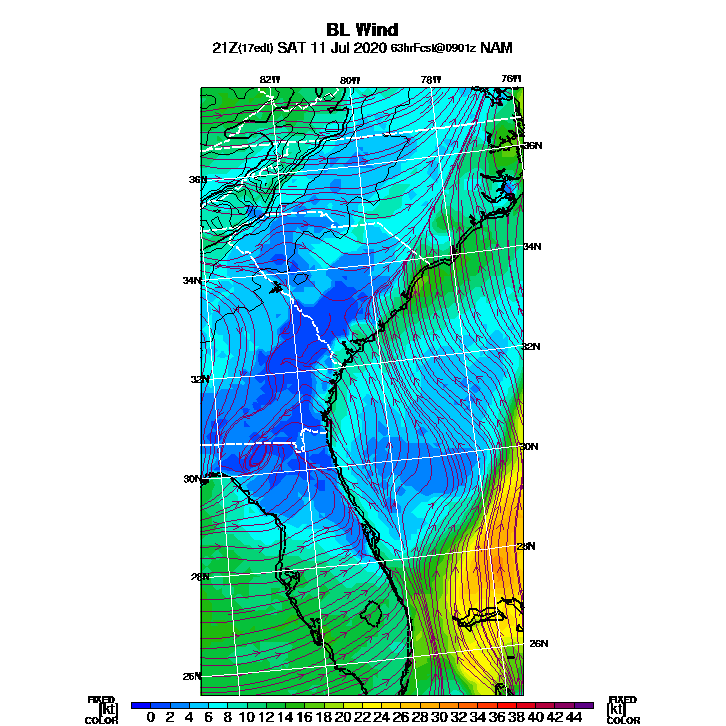 BL Wind
21Z(17edt) SAT 11 Jul 2020 63hrFcst@0901z NAM
82W 80W 78W 76W
36N 36N
34N 34N
32N 32N
30N 30N
28N 28N
26N 26N
FIXED FIXED
[kt] 0 2 4 6 8 10 12 14 16 18 20 22 24 26 28 30 32 34 36 38 40 42 44 [kt]
COLOR COLOR